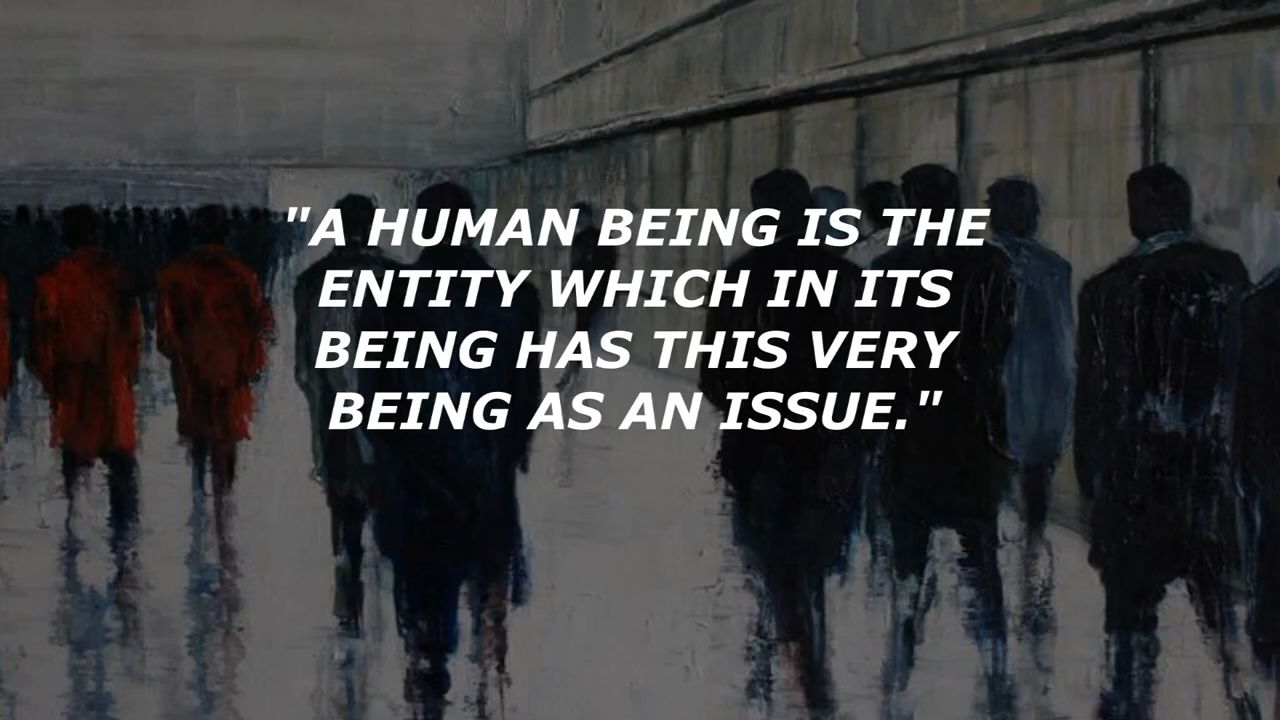 "A HUMAN BEING IS THE
ENTITY WHICH IN ITS
BEING HAS THIS VERY
BEING AS AN ISSUE."